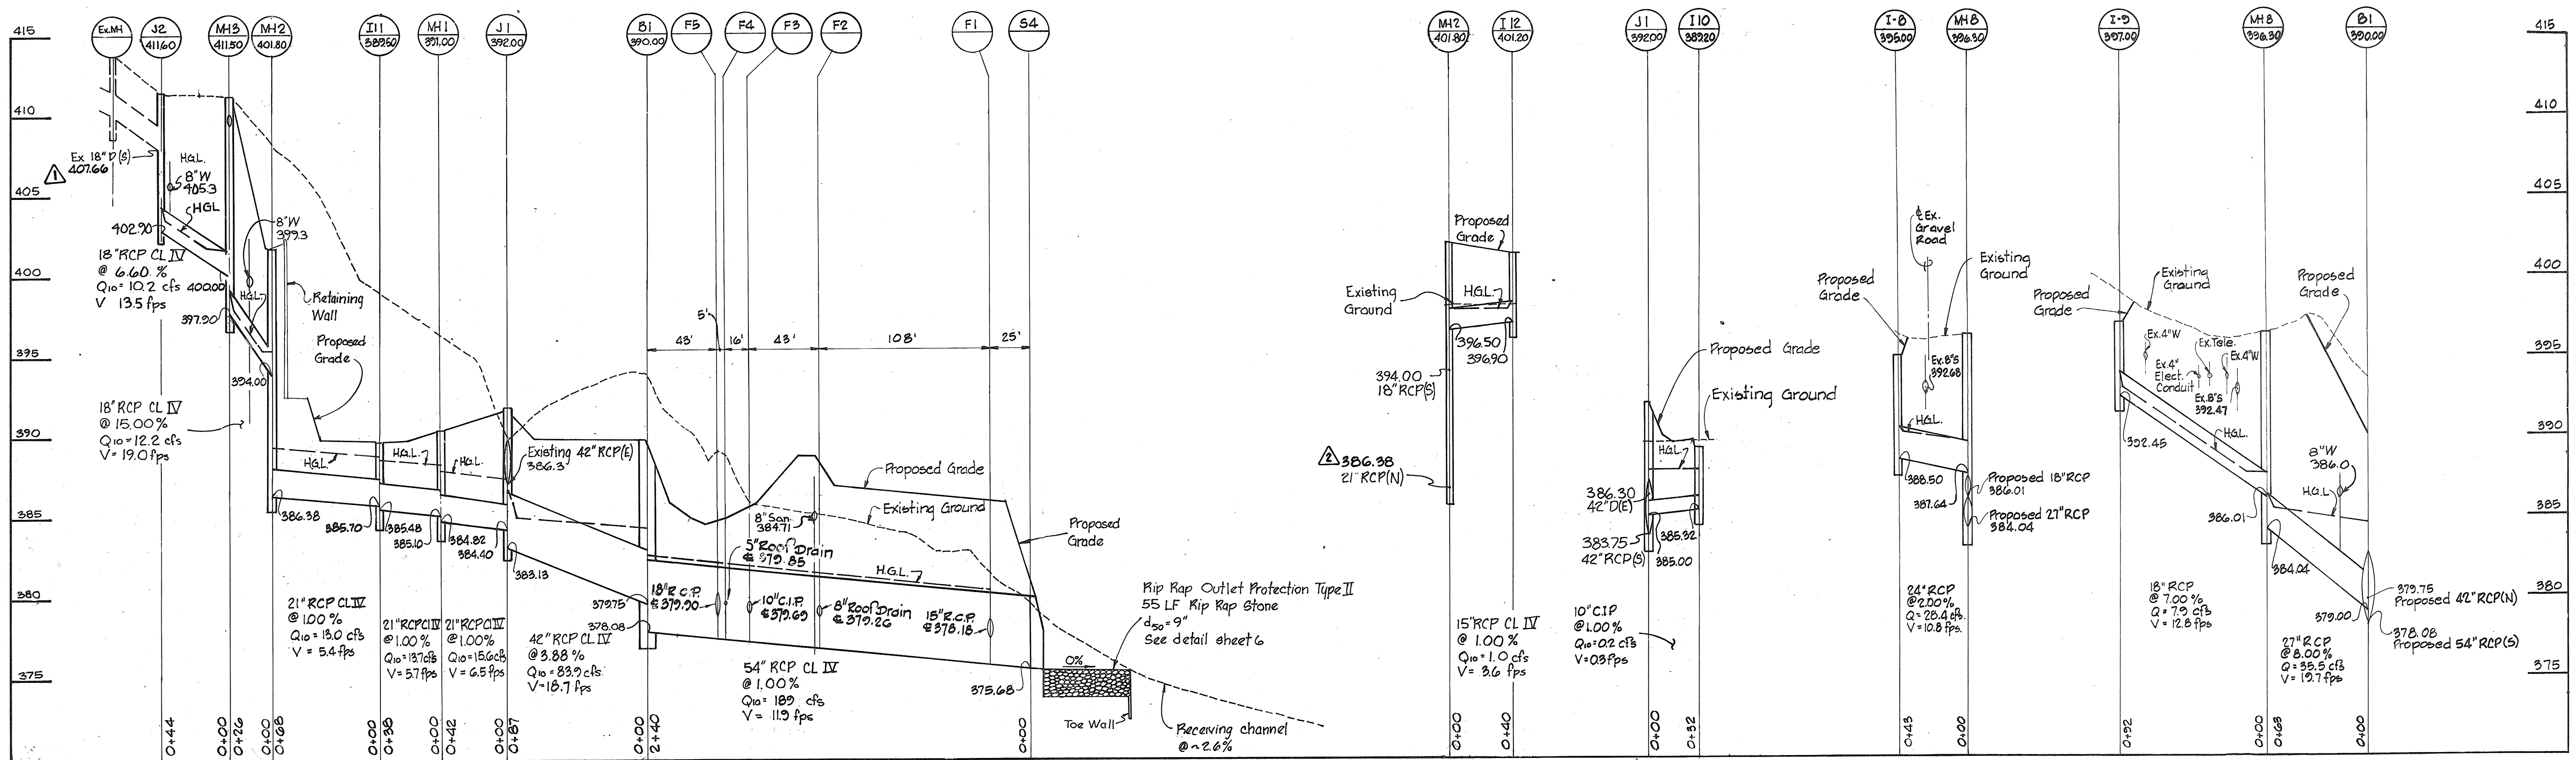 Ex.MH
J2
411.60
MH3
411.50
MH2
401.80
I11
389.50
MH1
391.00
J1
392.00
B1
390.00
F5
F4
F3
F2
F1
S4
MH2
401.80
I12
401.20
J1
392.00
I10
389.20
I-8
395.00
MH8
396.30
I-9
397.00
MH8
396.30
B1
390.00
415
410
405
400
395
390
385
380
375
415
410
405
400
395
390
385
380
375
Ex 18" D(S)
407.66
1
H.G.L.
8"W
405.3
HGL
402.90
18"RCP CL IV
@ 6.60 %
Q10= 10.2 cfs
V 13.5 fps
400.00
H.G.L.
397.90
8"W
399.3
394.00
18"RCP CL IV
@ 15.00%
Q10=12.2 cfs
V= 19.0 fps
Retaining
Wall
Proposed
Grade
H.G.L.
H.G.L.
H.G.L.
386.38
385.70
385.48
385.10
384.82
384.40
383.13
Existing 42" RCP(E)
386.3
21"RCP CL IV
@ 1.00 %
Q10 = 13.0 cfs
V = 5.4 fps
21"RCP Cl IV
@ 1.00 %
Q10=13.7cfs
V= 5.7 fps
21"RCP Cl IV
@ 1.00%
Q10=15.6cfs
V= 6.5 fps
42"RCP CL IV
@ 3.88 %
Q10= 83.9 cfs
V=18.7 fps
379.75
378.08
43'
5'
16'
43'
108'
25'
18"R.C.P.
℄ 379.90
5"Roof Drain
℄ 379.85
10"C.I.P.
℄379.69
8"San.
384.71
8"Roof Drain
℄ 379.26
15"R.C.P.
℄ 378.18
H.G.L.
Proposed Grade
Existing Ground
Proposed
Grade
54" RCP CL IV
@ 1.00%
Q10= 189 cfs
V= 11.9 fps
375.68
0%
Rip Rap Outlet Protection Type II
55 LF Rip Rap Stone
d50 = 9"
See detail sheet 6
Toe Wall
Receiving channel
@ ~2.6%
Proposed
Grade
Existing
Ground
H.G.L.
396.50
396.90
394.00
18"RCP(S)
2
386.38
21" RCP(N)
15"RCP CL IV
@ 1.00 %
Q10= 1.0 cfs
V= 3.6 fps
Proposed Grade
Existing Ground
H.G.L.
386.30
42"D(E)
383.75
42"RCP(S)
385.32
385.00
10"C.I.P
@1.00%
Q10=0.2 cfs
V=0.3fps
℄ Ex.
Gravel
Road
Proposed
Grade
Existing
Ground
Ex.8"S
392.68
H.G.L.
388.50
387.64
Proposed 18"RCP
386.01
Proposed 27"RCP
384.04
24"RCP
@2.00%
Q=28.4 cfs.
V=10.8 fps.
Existing
Ground
Proposed
Grade
Proposed
Grade
Ex.4"W
Ex.4"
Elect.
Conduit
Ex.Tele.
Ex.4"W
Ex.8"S
392.47
H.G.L.
392.45
8"W
386.0
H.G.L
386.01
384.04
379.00
379.75
Proposed 42"RCP(N)
378.08
Proposed 54"RCP(S)
18"RCP
@ 7.00 %
Q= 7.9 cfs
V= 12.8 fps
27"RCP
@8.00%
Q=35.5 cfs
V=19.7 fps
0+44
0+00
0+26
0+00
0+68
0+00
0+38
0+00
0+42
0+00
0+87
0+00
2+40
0+00
0+00
0+40
0+00
0+32
0+43
0+00
0+92
0+00
0+63
0+00